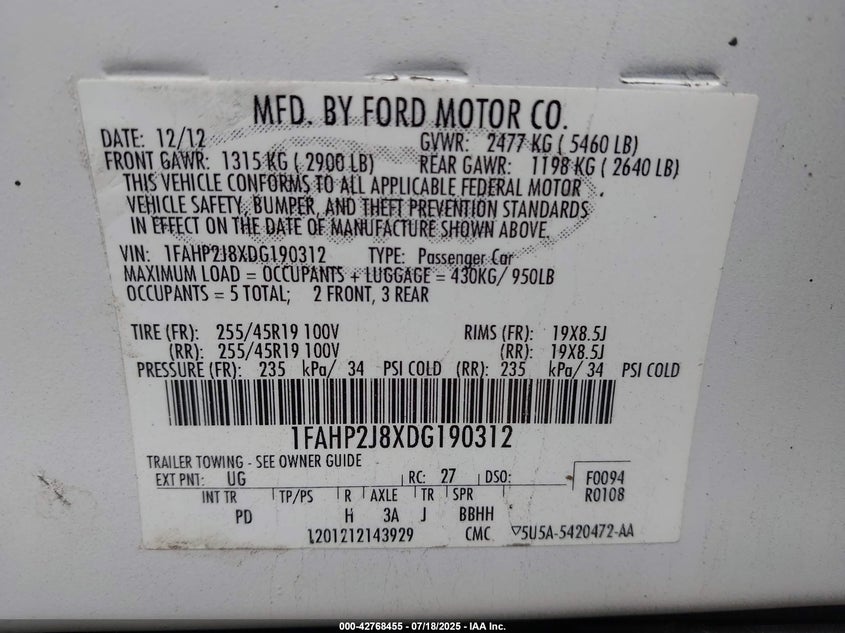 MFD. BY FORD MOTOR CO.
DATE: 12/12 GVWR: 2477 KG ( 5460 LB)
FRONT GAWR: 1315 KG ( 2900 LB) REAR GAWR: 1198 KG ( 2640 LB)
THIS VEHICLE CONFORMS TO ALL APPLICABLE FEDERAL MOTOR
VEHICLE SAFETY, BUMPER, AND THEFT PREVENTION STANDARDS
IN EFFECT ON THE DATE OF MANUFACTURE SHOWN ABOVE.
VIN: 1FAHP2J8XDG190312 TYPE: Passenger Car
MAXIMUM LOAD = OCCUPANTS + LUGGAGE = 430KG/ 950LB
OCCUPANTS = 5 TOTAL; 2 FRONT, 3 REAR
TIRE (FR): 255/45R19 100V RIMS (FR): 19X8.5J
(RR): 255/45R19 100V (RR): 19X8.5J
PRESSURE (FR): 235 kPa/ 34 PSI COLD (RR): 235 kPa/ 34 PSI COLD
1FAHP2J8XDG190312
TRAILER TOWING - SEE OWNER GUIDE
EXT PNT: UG RC: 27 DSO: F0094
INT TR TP/PS R AXLE TR SPR R0108
PD H 3A J BBHH
L201212143929 CMC 5U5A-5420472-AA
000-42768455 - 07/18/2025 - IAA Inc.